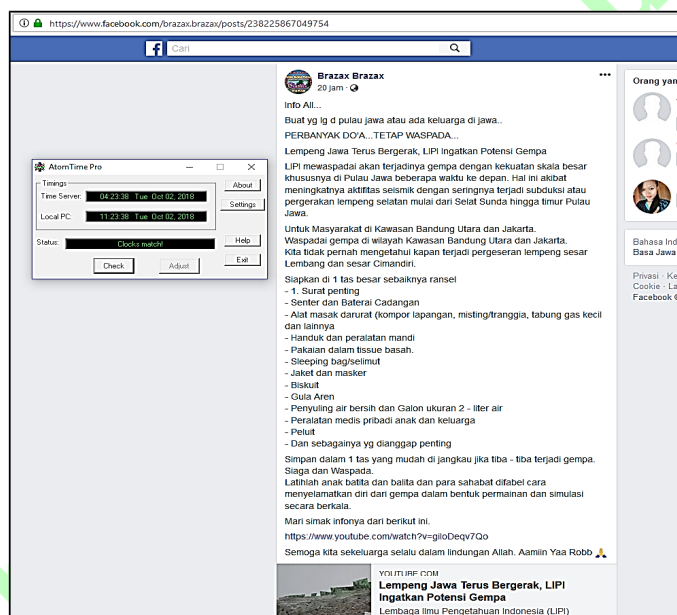 https://www.facebook.com/brazax.brazax/posts/238225867049754
Cari
Brazax Brazax
20 jam
Info All...
Buat yg lg d pulau jawa atau ada keluarga di jawa..
PERBANYAK DO'A...TETAP WASPADA...
Lempeng Jawa Terus Bergerak, LIPI Ingatkan Potensi Gempa
LIPI mewaspadai akan terjadinya gempa dengan kekuatan skala besar
khususnya di Pulau Jawa beberapa waktu ke depan. Hal ini akibat
meningkatnya aktifitas seismik dengan seringnya terjadi subduksi atau
pergerakan lempeng selatan mulai dari Selat Sunda hingga timur Pulau
Jawa.
Untuk Masyarakat di Kawasan Bandung Utara dan Jakarta.
Waspadai gempa di wilayah Kawasan Bandung Utara dan Jakarta.
Kita tidak pernah mengetahui kapan terjadi pergeseran lempeng sesar
Lembang dan sesar Cimandiri.
Siapkan di 1 tas besar sebaiknya ransel
- 1. Surat penting
- Senter dan Baterai Cadangan
- Alat masak darurat (kompor lapangan, misting/tranggia, tabung gas kecil
dan lainnya
- Handuk dan peralatan mandi
- Pakaian dalam tissue basah.
- Sleeping bag/selimut
- Jaket dan masker
- Biskuit
- Gula Aren
- Penyuling air bersih dan Galon ukuran 2 - liter air
- Peralatan medis pribadi anak dan keluarga
- Peluit
- Dan sebagainya yg dianggap penting
Simpan dalam 1 tas yang mudah di jangkau jika tiba - tiba terjadi gempa.
Siaga dan Waspada.
Latihlah anak batita dan balita dan para sahabat difabel cara
menyelamatkan diri dari gempa dalam bentuk permainan dan simulasi
secara berkala.
Mari simak infonya dari berikut ini.
https://www.youtube.com/watch?v=giloDeqv7Qo
Semoga kita sekeluarga selalu dalam lindungan Allah. Aamiin Yaa Robb 🙏
YOUTUBE.COM
Lempeng Jawa Terus Bergerak, LIPI
Ingatkan Potensi Gempa
Lembaga Ilmu Pengetahuan Indonesia (LIPI)
AtomTime Pro
Timings
Time Server: 04:23:38 Tue Oct 02, 2018
Local PC: 11:23:38 Tue Oct 02, 2018
Status: Clocks match!
About
Settings
Help
Exit
Check
Adjust
Orang yan
Bahasa Ind
Basa Jawa
Privasi · Ke
Cookie · La
Facebook ©